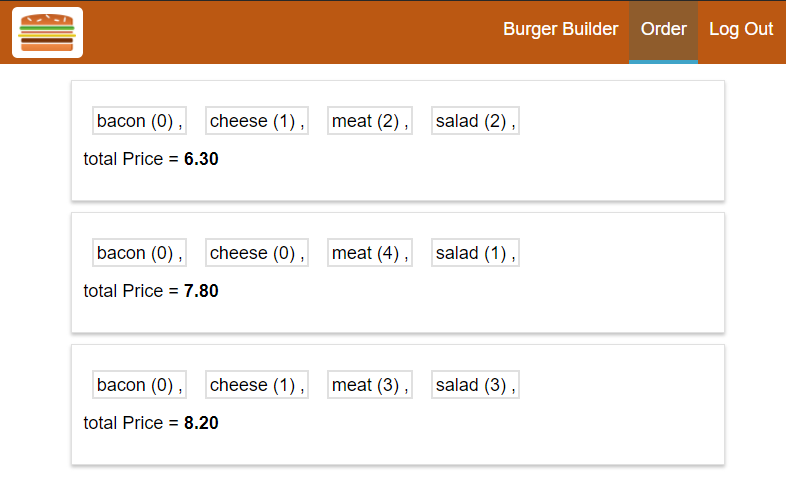 Burger Builder Order Log Out
bacon (0) , cheese (1) , meat (2) , salad (2) ,
total Price = 6.30
bacon (0) , cheese (0) , meat (4) , salad (1) ,
total Price = 7.80
bacon (0) , cheese (1) , meat (3) , salad (3) ,
total Price = 8.20